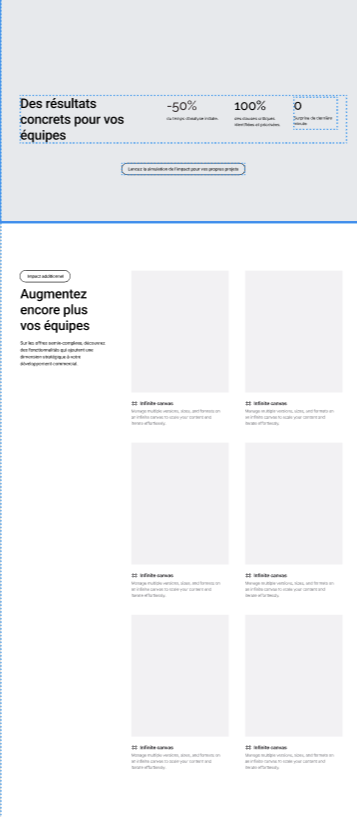 Des résultats
concrets pour vos
équipes
-50%
du temps d'analyse initiale.
100%
des clauses critiques
identifiées et priorisées.
0
Surprise de dernière
minute.
Lancez la simulation de l'impact pour vos propres projets
Impact additionnel
Augmentez
encore plus
vos équipes
Sur les offres semie-complexe, découvrez
des fonctionnalités qui ajoutent une
dimension stratégique à votre
développement commercial.
Infinite canvas
Manage multiple versions, sizes, and formats on
an infinite canvas to scale your content and
iterate effortlessly.
Infinite canvas
Manage multiple versions, sizes, and formats on
an infinite canvas to scale your content and
iterate effortlessly.
Infinite canvas
Manage multiple versions, sizes, and formats on
an infinite canvas to scale your content and
iterate effortlessly.
Infinite canvas
Manage multiple versions, sizes, and formats on
an infinite canvas to scale your content and
iterate effortlessly.
Infinite canvas
Manage multiple versions, sizes, and formats on
an infinite canvas to scale your content and
iterate effortlessly.
Infinite canvas
Manage multiple versions, sizes, and formats on
an infinite canvas to scale your content and
iterate effortlessly.